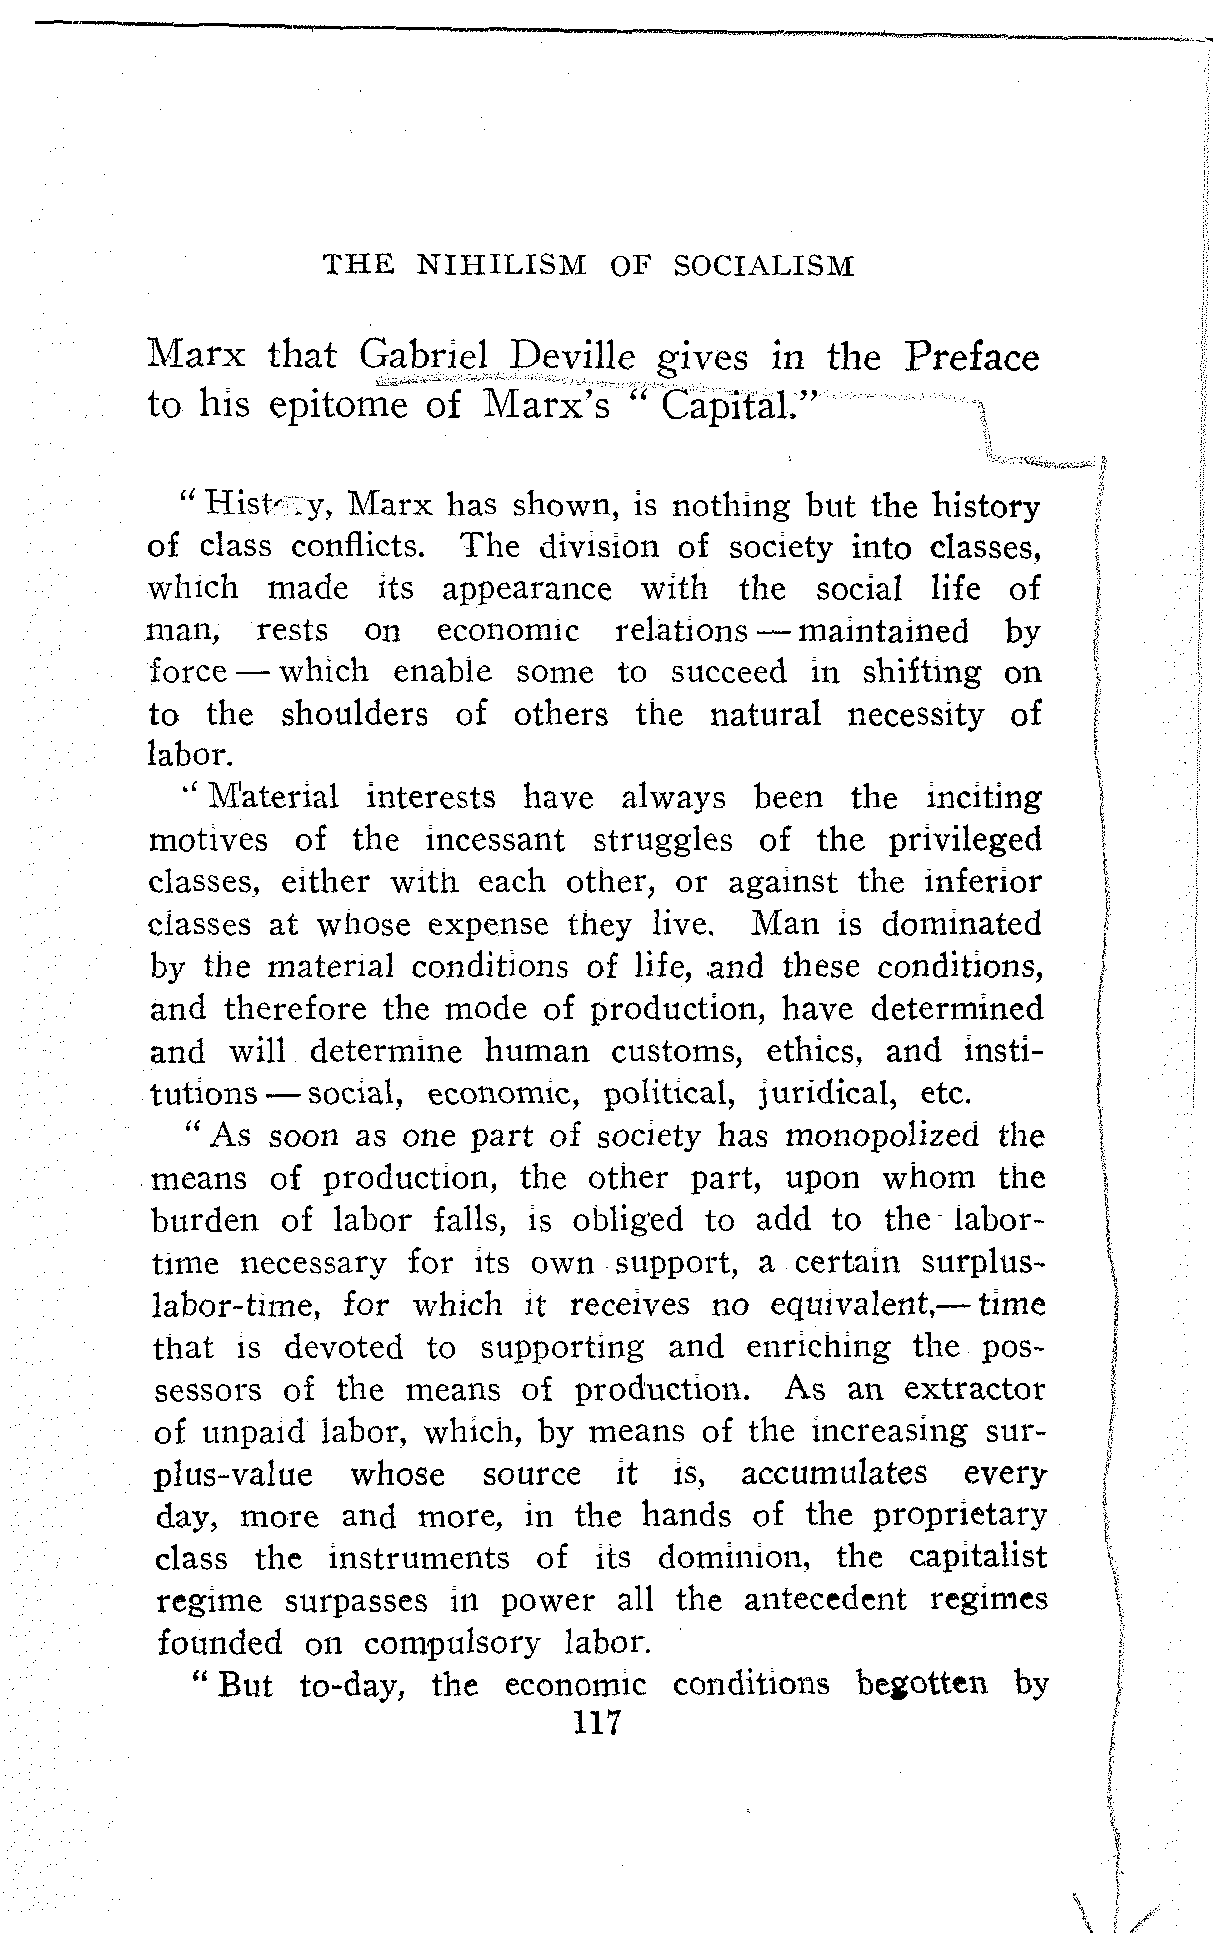 THE NIHILISM OF SOCIALISM
Marx that Gabriel Deville gives in the Preface
to his epitome of Marx's " Capital."
" History, Marx has shown, is nothing but the history
of class conflicts. The division of society into classes,
which made its appearance with the social life of
man, rests on economic relations — maintained by
force — which enable some to succeed in shifting on
to the shoulders of others the natural necessity of
labor.
" Material interests have always been the inciting
motives of the incessant struggles of the privileged
classes, either with each other, or against the inferior
classes at whose expense they live. Man is dominated
by the material conditions of life, and these conditions,
and therefore the mode of production, have determined
and will determine human customs, ethics, and insti-
tutions — social, economic, political, juridical, etc.
" As soon as one part of society has monopolized the
means of production, the other part, upon whom the
burden of labor falls, is obliged to add to the labor-
time necessary for its own support, a certain surplus-
labor-time, for which it receives no equivalent,— time
that is devoted to supporting and enriching the pos-
sessors of the means of production. As an extractor
of unpaid labor, which, by means of the increasing sur-
plus-value whose source it is, accumulates every
day, more and more, in the hands of the proprietary
class the instruments of its dominion, the capitalist
regime surpasses in power all the antecedent regimes
founded on compulsory labor.
" But to-day, the economic conditions begotten by
117